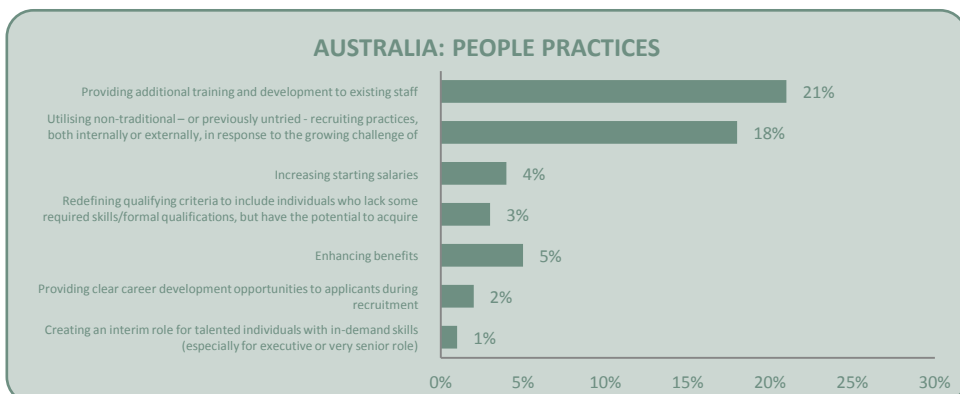 AUSTRALIA: PEOPLE PRACTICES
Providing additional training and development to existing staff
21%
Utilising non-traditional – or previously untried - recruiting practices,
both internally or externally, in response to the growing challenge of
18%
Increasing starting salaries
4%
Redefining qualifying criteria to include individuals who lack some
required skills/formal qualifications, but have the potential to acquire
3%
Enhancing benefits
5%
Providing clear career development opportunities to applicants during
recruitment
2%
Creating an interim role for talented individuals with in-demand skills
(especially for executive or very senior role)
1%
0% 5% 10% 15% 20% 25% 30%